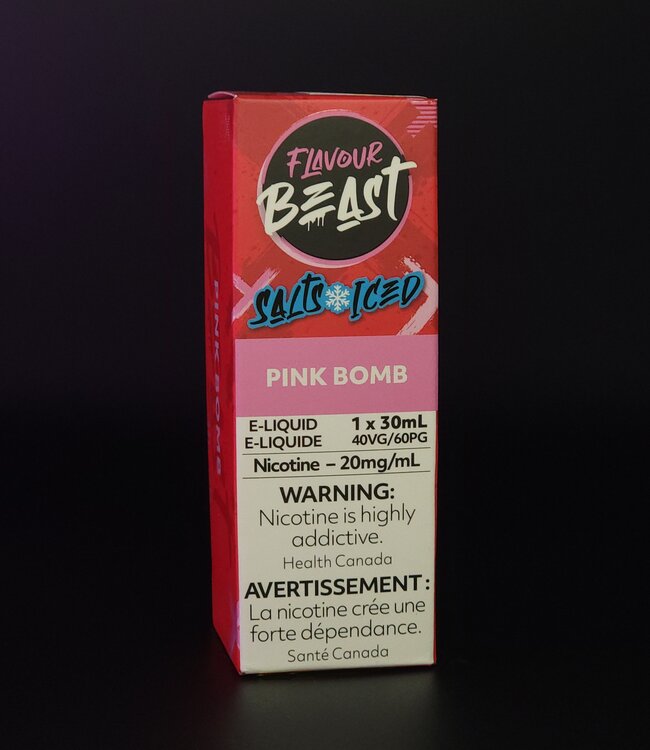 FLAVOUR
BEAST
SALTS ICED
PINK BOMB
E-LIQUID 1 x 30mL
E-LIQUIDE 40VG/60PG
Nicotine – 20mg/mL
WARNING:
Nicotine is highly
addictive.
Health Canada
AVERTISSEMENT :
La nicotine crée une
forte dépendance.
Santé Canada
PINK BOMB